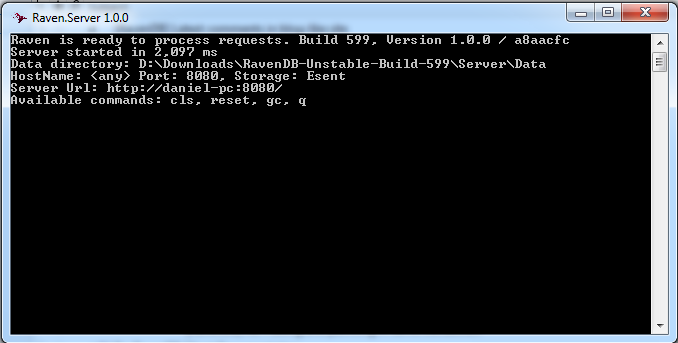 Raven.Server 1.0.0
Raven is ready to process requests. Build 599, Version 1.0.0 / a8aacfc
Server started in 2,097 ms
Data directory: D:\Downloads\RavenDB-Unstable-Build-599\Server\Data
HostName: <any> Port: 8080, Storage: Esent
Server Url: http://daniel-pc:8080/
Available commands: cls, reset, gc, q